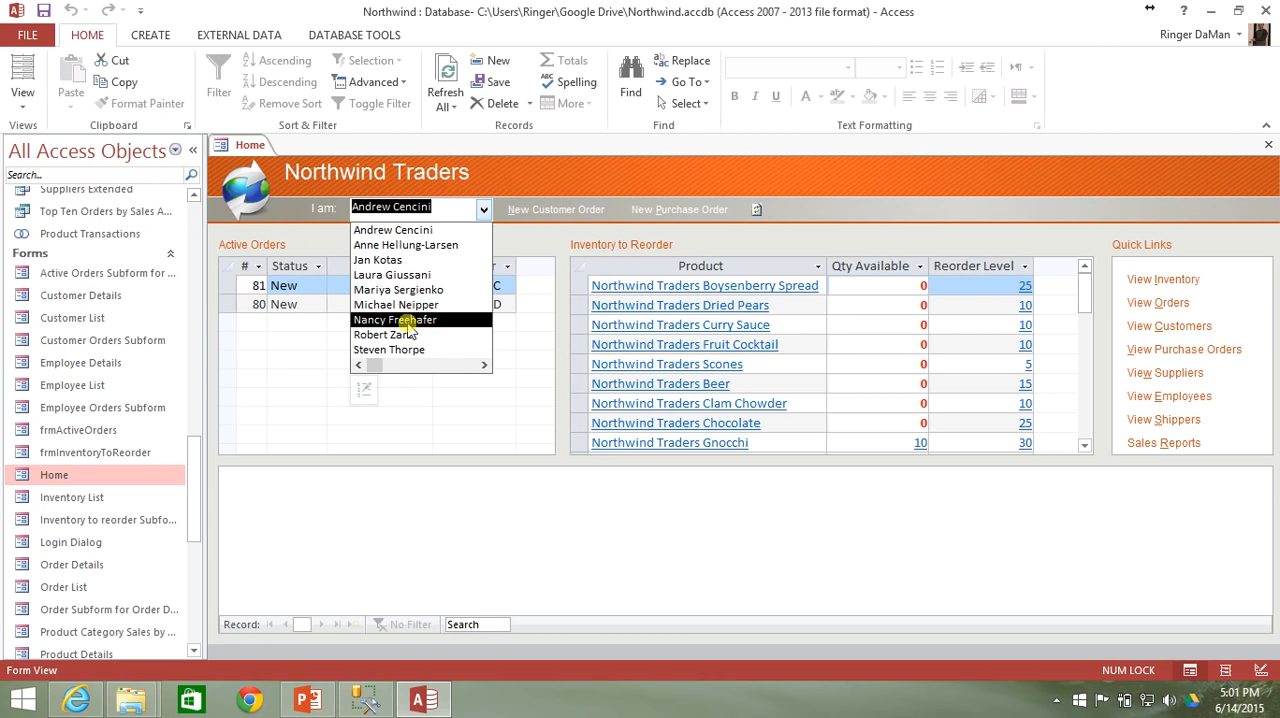 Northwind : Database- C:\Users\Ringer\Google Drive\Northwind.accdb (Access 2007 - 2013 file format) - Access
FILE HOME CREATE EXTERNAL DATA DATABASE TOOLS Ringer DaMan
View
Views
Paste
Cut
Copy
Format Painter
Clipboard
Filter
Ascending
Descending
Remove Sort
Selection
Advanced
Toggle Filter
Sort & Filter
Refresh All
New
Save
Delete
Totals
Spelling
More
Records
Find
Replace
Go To
Select
Find
B I U A
Text Formatting
All Access Objects
Search...
Suppliers Extended
Top Ten Orders by Sales A...
Product Transactions
Forms
Active Orders Subform for ...
Customer Details
Customer List
Customer Orders Subform
Employee Details
Employee List
Employee Orders Subform
frmActiveOrders
frmInventoryToReorder
Home
Inventory List
Inventory to reorder Subfo...
Login Dialog
Order Details
Order List
Order Subform for Order D...
Product Category Sales by ...
Product Details
Home
Northwind Traders
I am: Andrew Cencini New Customer Order New Purchase Order
Andrew Cencini
Anne Hellung-Larsen
Jan Kotas
Laura Giussani
Mariya Sergienko
Michael Neipper
Nancy Freehafer
Robert Zare
Steven Thorpe
Active Orders
# Status r
81 New C
80 New D
Inventory to Reorder
Product Qty Available Reorder Level
Northwind Traders Boysenberry Spread 0 25
Northwind Traders Dried Pears 0 10
Northwind Traders Curry Sauce 0 10
Northwind Traders Fruit Cocktail 0 10
Northwind Traders Scones 0 5
Northwind Traders Beer 0 15
Northwind Traders Clam Chowder 0 10
Northwind Traders Chocolate 0 25
Northwind Traders Gnocchi 10 30
Quick Links
View Inventory
View Orders
View Customers
View Purchase Orders
View Suppliers
View Employees
View Shippers
Sales Reports
Record: No Filter Search
Form View NUM LOCK
5:01 PM
6/14/2015